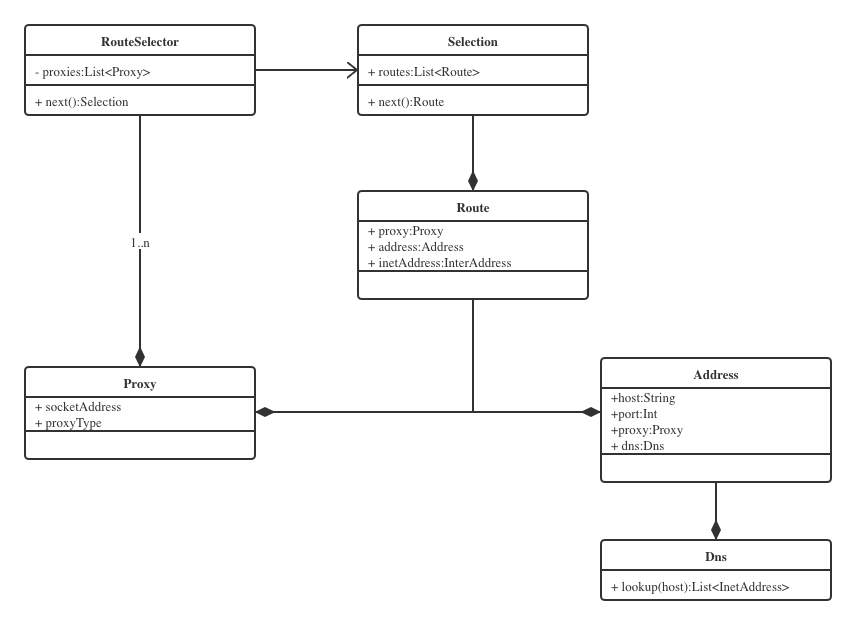 RouteSelector
- proxies:List<Proxy>
+ next():Selection
Selection
+ routes:List<Route>
+ next():Route
1..n
Route
+ proxy:Proxy
+ address:Address
+ inetAddress:InterAddress
Proxy
+ socketAddress
+ proxyType
Address
+host:String
+port:Int
+proxy:Proxy
+ dns:Dns
Dns
+ lookup(host):List<InetAddress>